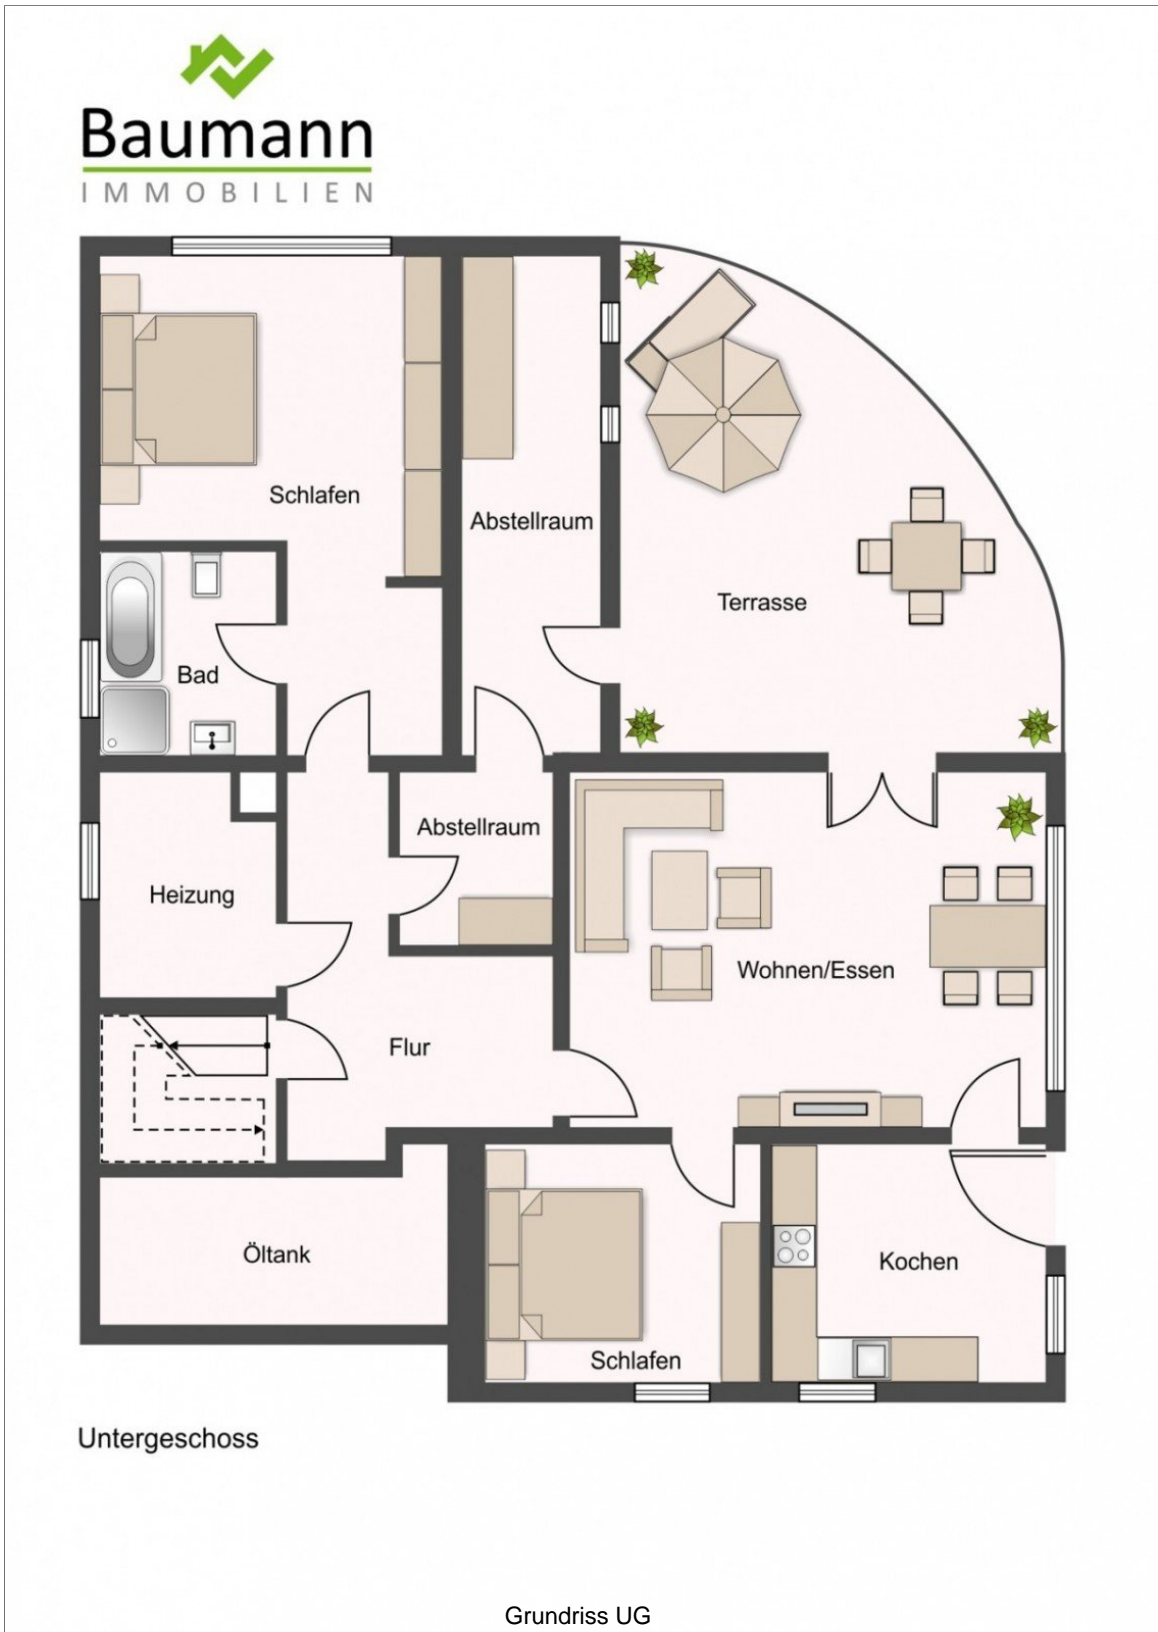 Baumann
IMMOBILIEN
Schlafen
Abstellraum
Terrasse
Bad
Abstellraum
Heizung
Wohnen/Essen
Flur
Öltank
Kochen
Schlafen
Untergeschoss
Grundriss UG